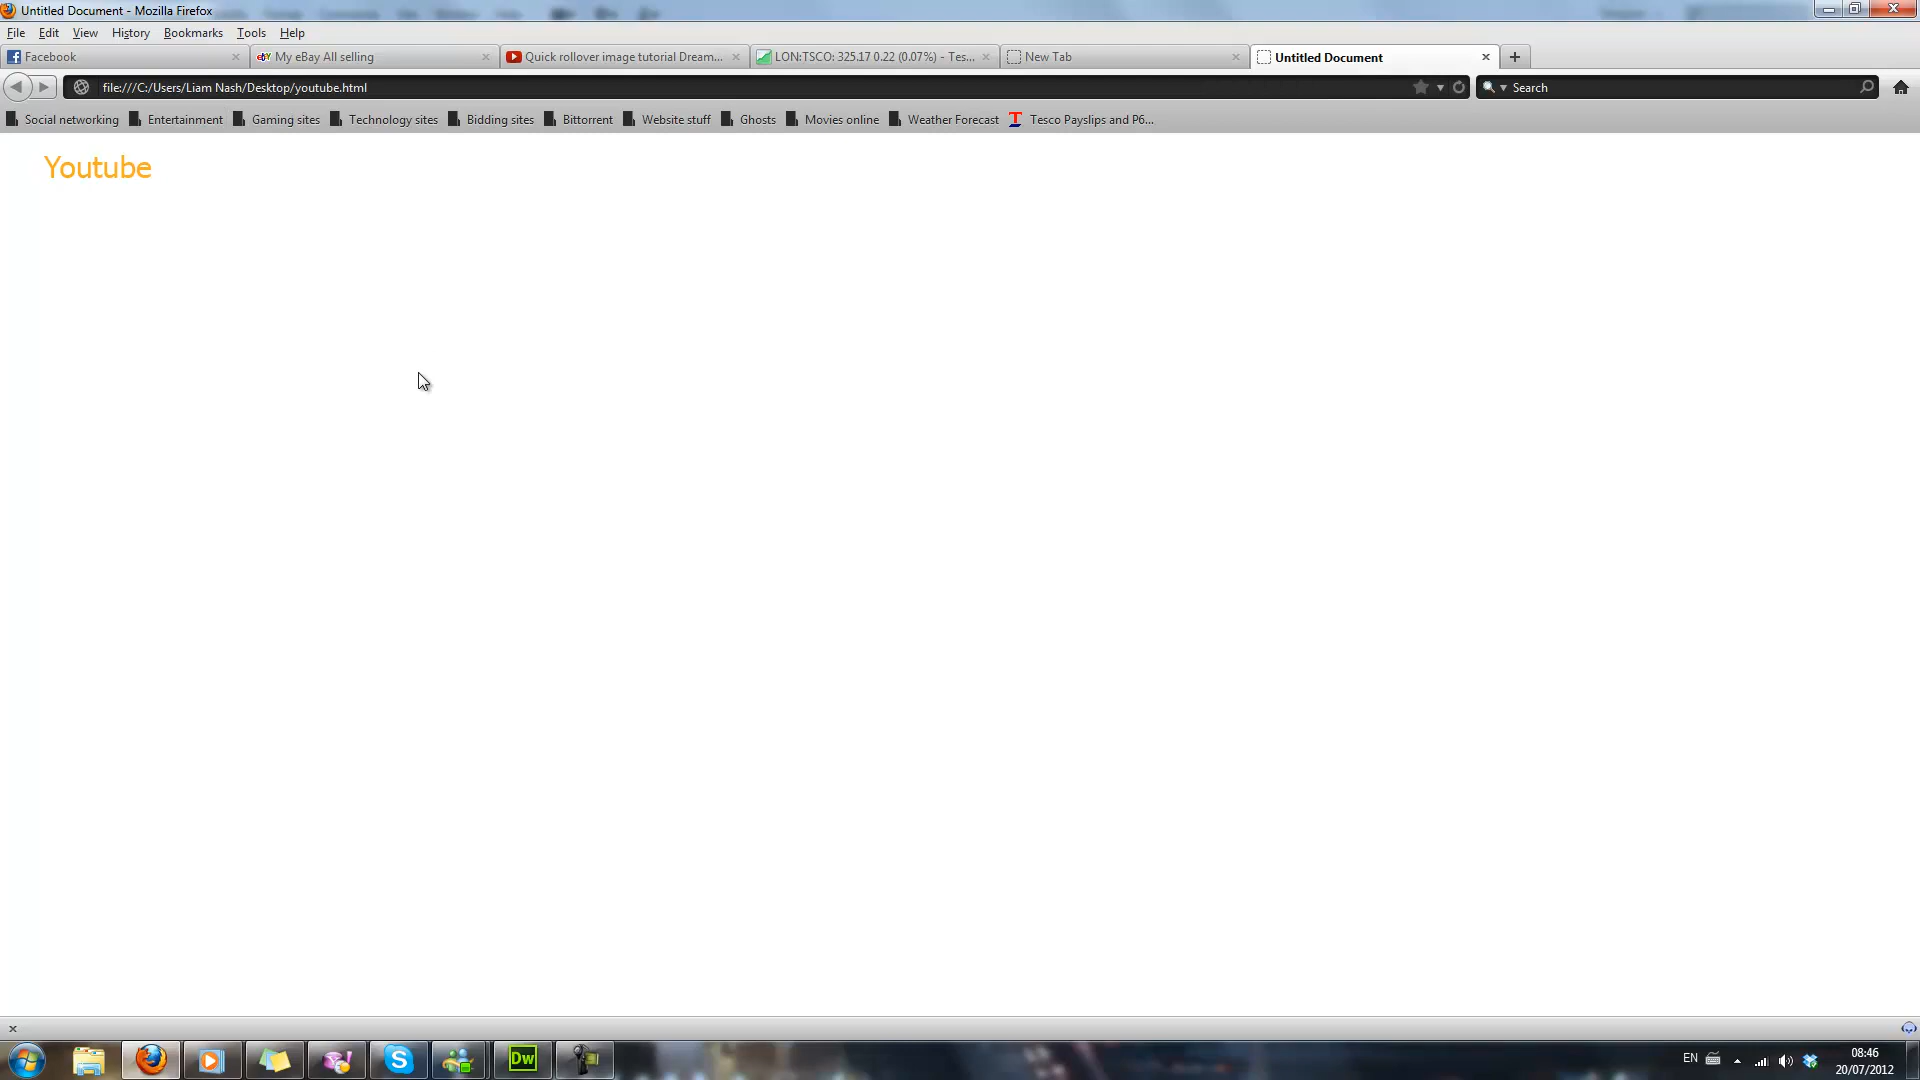 Untitled Document - Mozilla Firefox
File Edit View History Bookmarks Tools Help
Facebook My eBay All selling Quick rollover image tutorial Dream... LON:TSCO: 325.17 0.22 (0.07%) - Tes... New Tab Untitled Document
file:///C:/Users/Liam Nash/Desktop/youtube.html Search
Social networking Entertainment Gaming sites Technology sites Bidding sites Bittorrent Website stuff Ghosts Movies online Weather Forecast Tesco Payslips and P6...
Youtube
Dw EN 08:46
20/07/2012